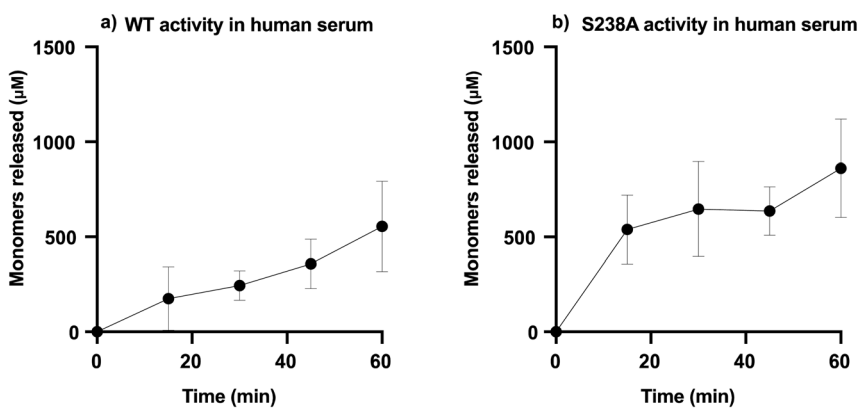 a) WT activity in human serum
1500
1000
500
0
Monomers released (µM)
0 20 40 60
Time (min)
b) S238A activity in human serum
1500
1000
500
0
Monomers released (µM)
0 20 40 60
Time (min)